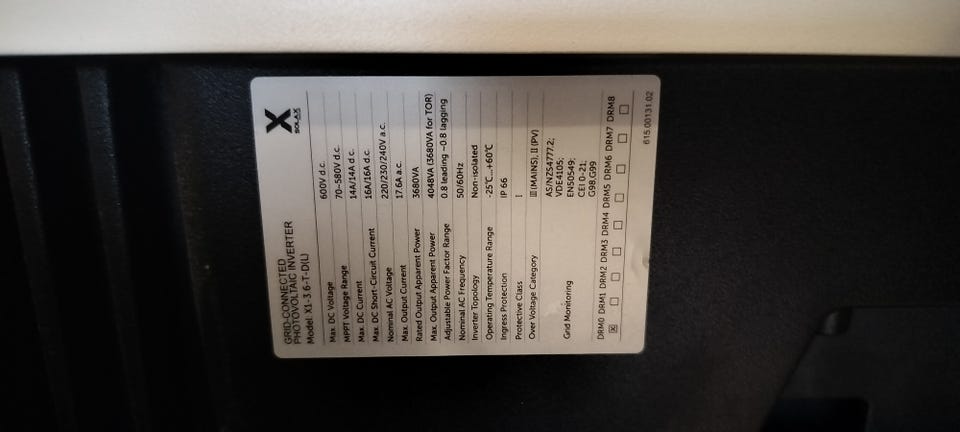 GRID-CONNECTED
PHOTOVOLTAIC INVERTER
X
SOLAX
Model: X1-3 6-T-D(L)
Max. DC Voltage 600V d.c.
MPPT Voltage Range 70~580V d.c.
Max. DC Current 14A/14A d c.
Max. DC Short-Circuit Current 16A/16A d.c.
Nominal AC Voltage 220/230/240V a.c.
Max. Output Current 17.6A a.c.
Rated Output Apparent Power 3680VA
Max. Output Apparent Power 4048VA (3680VA for TOR)
Adjustable Power Factor Range 0.8 leading ~0.8 lagging
Nominal AC Frequency 50/60Hz
Inverter Topology Non-isolated
Operating Temperature Range -25℃...+60℃
Ingress Protection IP 66
Protective Class I
Over Voltage Category III (MAINS), II (PV)
Grid Monitoring AS/NZS4777.2;
VDE4105;
EN50549;
CEI 0-21;
G98,G99
DRM0 DRM1 DRM2 DRM3 DRM4 DRM5 DRM6 DRM7 DRM8
☒ ☐ ☐ ☐ ☐ ☐ ☐ ☐ ☐
615.00131.02